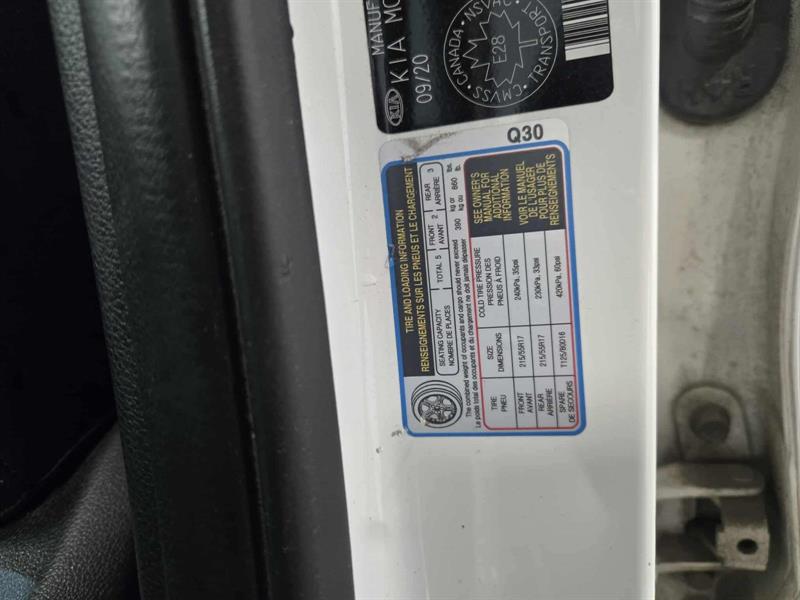 MANUF
KIA MO
09/20
CANADA
E28
TRANSPORT
CMVSS
Q30
TIRE AND LOADING INFORMATION
RENSEIGNEMENTS SUR LES PNEUS ET LE CHARGEMENT
SEATING CAPACITY TOTAL 5 FRONT 2 REAR 3
NOMBRE DE PLACES AVANT ARRIÈRE
The combined weight of occupants and cargo should never exceed 390 kg or 860 lbs.
Le poids total des occupants et du chargement ne doit jamais dépasser kg ou lb.
TIRE SIZE COLD TIRE PRESSURE
PNEU DIMENSIONS PRESSION DES PNEUS À FROID
FRONT 215/55R17 240kPa, 35psi
AVANT
REAR 215/55R17 230kPa, 33psi
ARRIÈRE
SPARE T125/80D16 420kPa, 60psi
DE SECOURS
SEE OWNER'S
MANUAL FOR
ADDITIONAL
INFORMATION
VOIR LE MANUEL
DE L'USAGER
POUR PLUS DE
RENSEIGNEMENTS